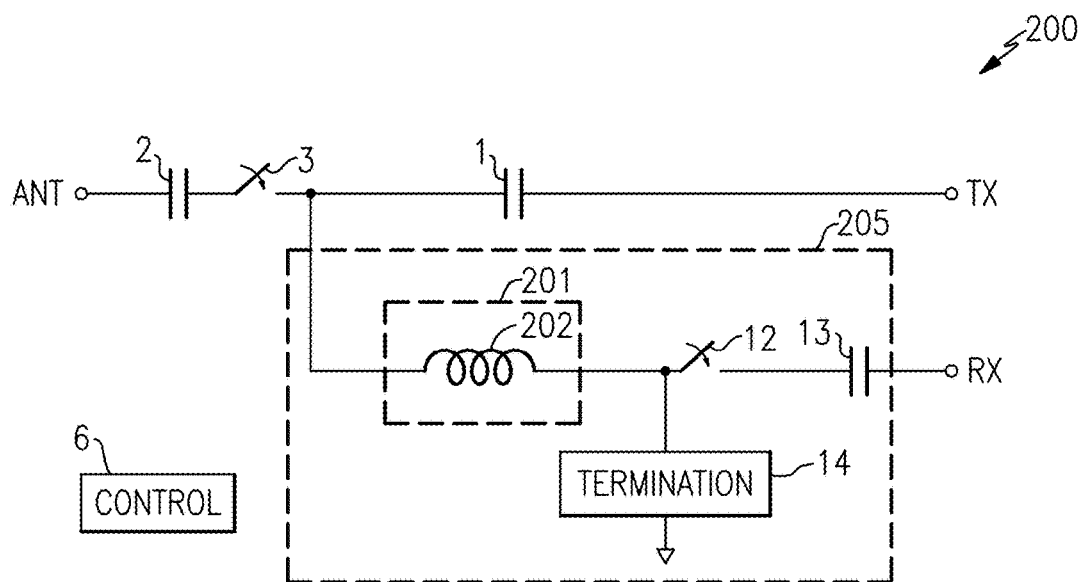 200
2
3
1
ANT
TX
205
201
202
12
13
RX
6
CONTROL
TERMINATION
14